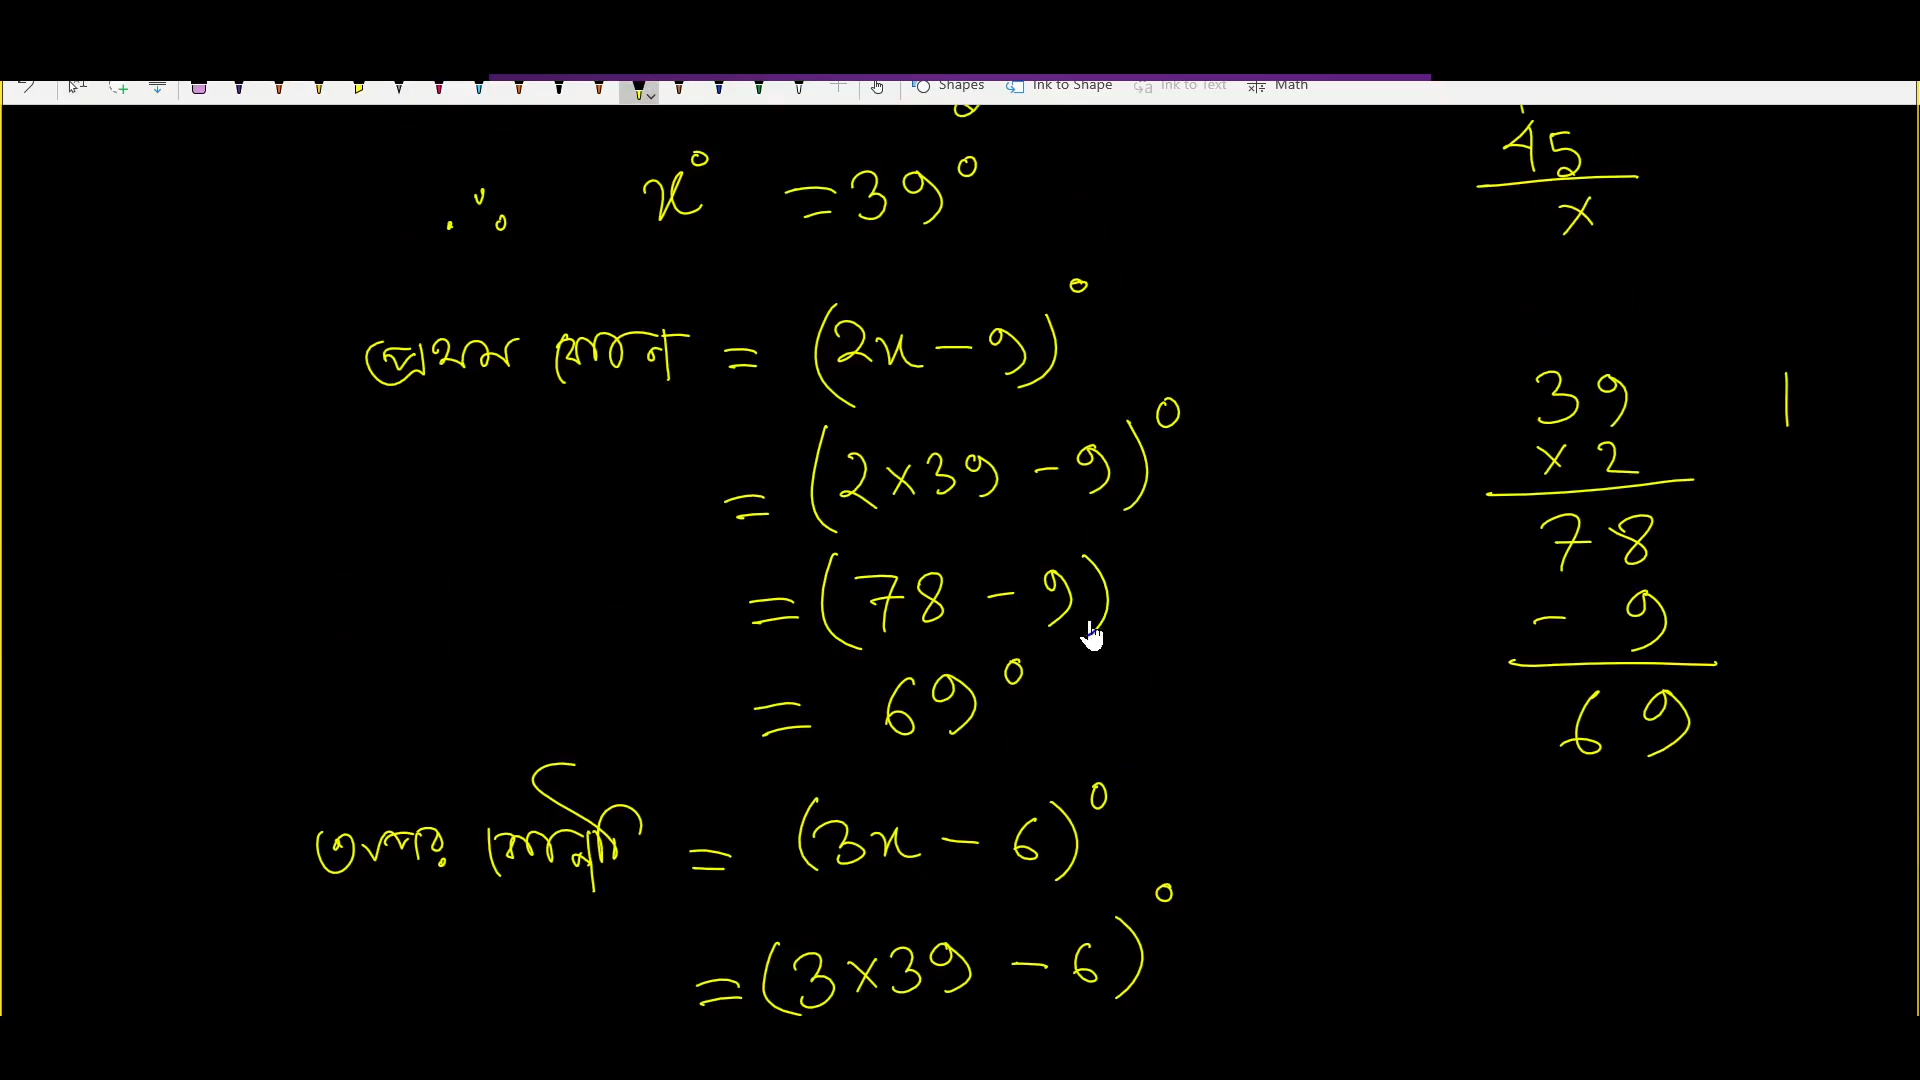 Shapes Ink to Shape Ink to Text Math
∴ x° = 39°
প্রথম কোন = (2x - 9)°
= (2×39 - 9)°
= (78 - 9)
= 69°
অপর কোনটি = (3x - 6)°
= (3×39 - 6)°
45
x
39
×2
78
- 9
69